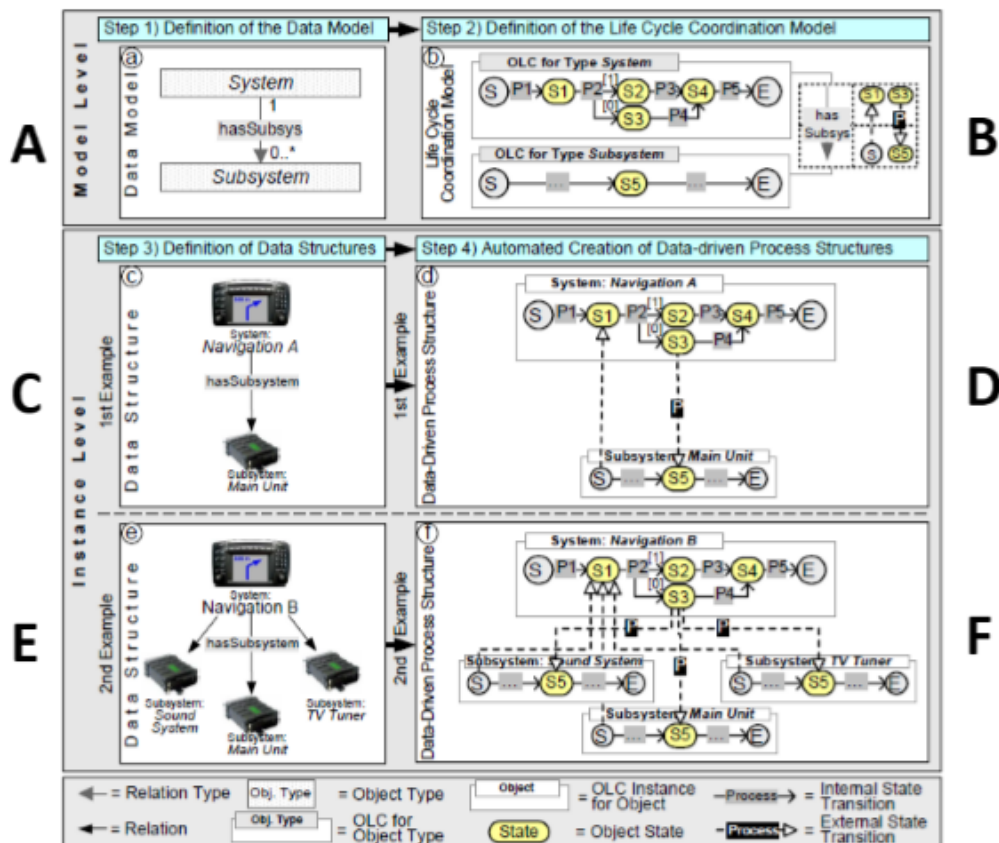 Step 1) Definition of the Data Model
Step 2) Definition of the Life Cycle Coordination Model
A
Model Level
a
Data Model
System
1
hasSubsys
0..*
Subsystem
b
Life Cycle
Coordination Model
OLC for Type System
S P1 S1 P2 [1] S2 P3 S4 P5 E
[0] S3 P4
OLC for Type Subsystem
S ... S5 ... E
has
Subsys
S1 S3
P
S S5
B
Instance Level
Step 3) Definition of Data Structures
Step 4) Automated Creation of Data-driven Process Structures
C
1st Example
c
Data Structure
System:
Navigation A
hasSubsystem
Subsystem:
Main Unit
1st Example
d
Data-Driven Process Structure
System: Navigation A
S P1 S1 P2 [1] S2 P3 S4 P5 E
[0] S3 P4
P
Subsystem: Main Unit
S ... S5 ... E
D
E
2nd Example
e
Data Structure
System:
Navigation B
hasSubsystem
Subsystem:
Sound
System
Subsystem:
Main Unit
Subsystem:
TV Tuner
2nd Example
f
Data-Driven Process Structure
System: Navigation B
S P1 S1 P2 [1] S2 P3 S4 P5 E
[0] S3 P4
P P
P
Subsystem: Sound System
S ... S5 ... E
Subsystem: TV Tuner
S ... S5 ... E
Subsystem: Main Unit
S ... S5 ... E
F
= Relation Type
Obj. Type = Object Type
Object = OLC Instance
for Object
Process = Internal State
Transition
= Relation
Obj. Type = OLC for
Object Type
State = Object State
Process = External State
Transition